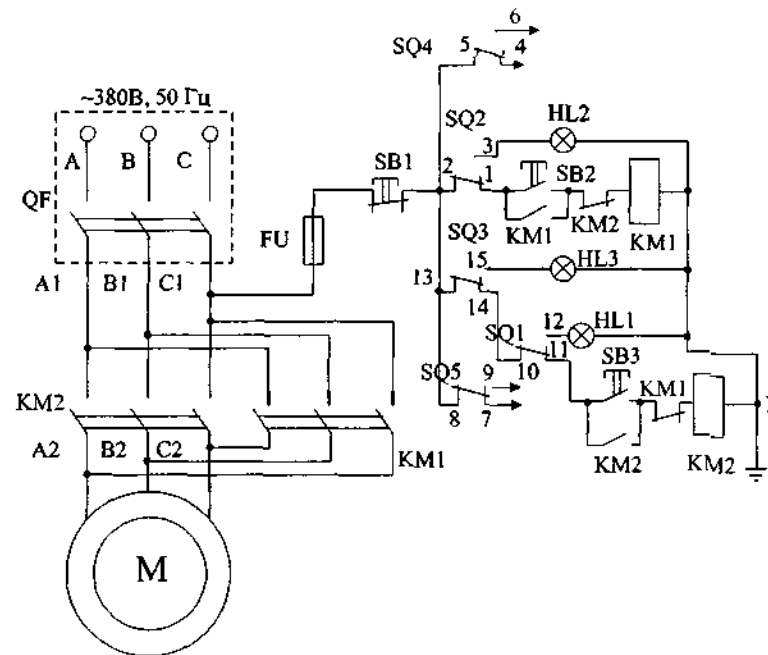 6
SQ4 5 4
~380В, 50 Гц
SQ2
HL2
A B C
3
SB1
2 1 SB2
QF
FU
KM1 KM2
KM1
SQ3
A1 B1 C1
13 15 HL3
14
12 HL1
SQ1 11 SB3
SQ5 9 10
KM1
KM2
8 7
A2 B2 C2
KM1
KM2 KM2
M